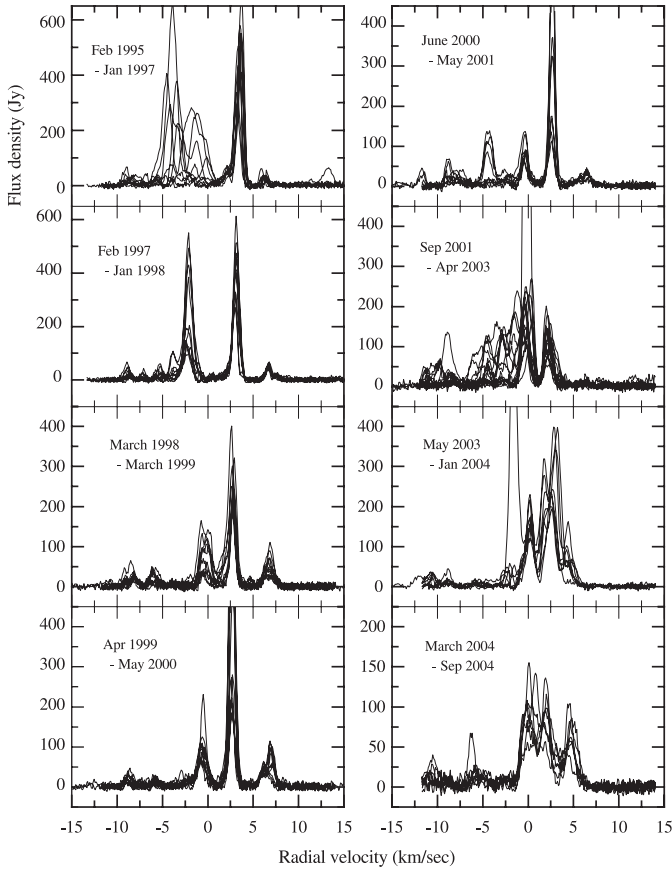 Flux density (Jy)
Feb 1995
- Jan 1997
600
400
200
0
Feb 1997
- Jan 1998
600
400
200
0
March 1998
- March 1999
400
300
200
100
0
Apr 1999
- May 2000
400
300
200
100
0
-15 -10 -5 0 5 10 15
June 2000
- May 2001
400
300
200
100
0
Sep 2001
- Apr 2003
400
300
200
100
0
May 2003
- Jan 2004
400
300
200
100
0
March 2004
- Sep 2004
200
150
100
50
0
-15 -10 -5 0 5 10 15
Radial velocity (km/sec)